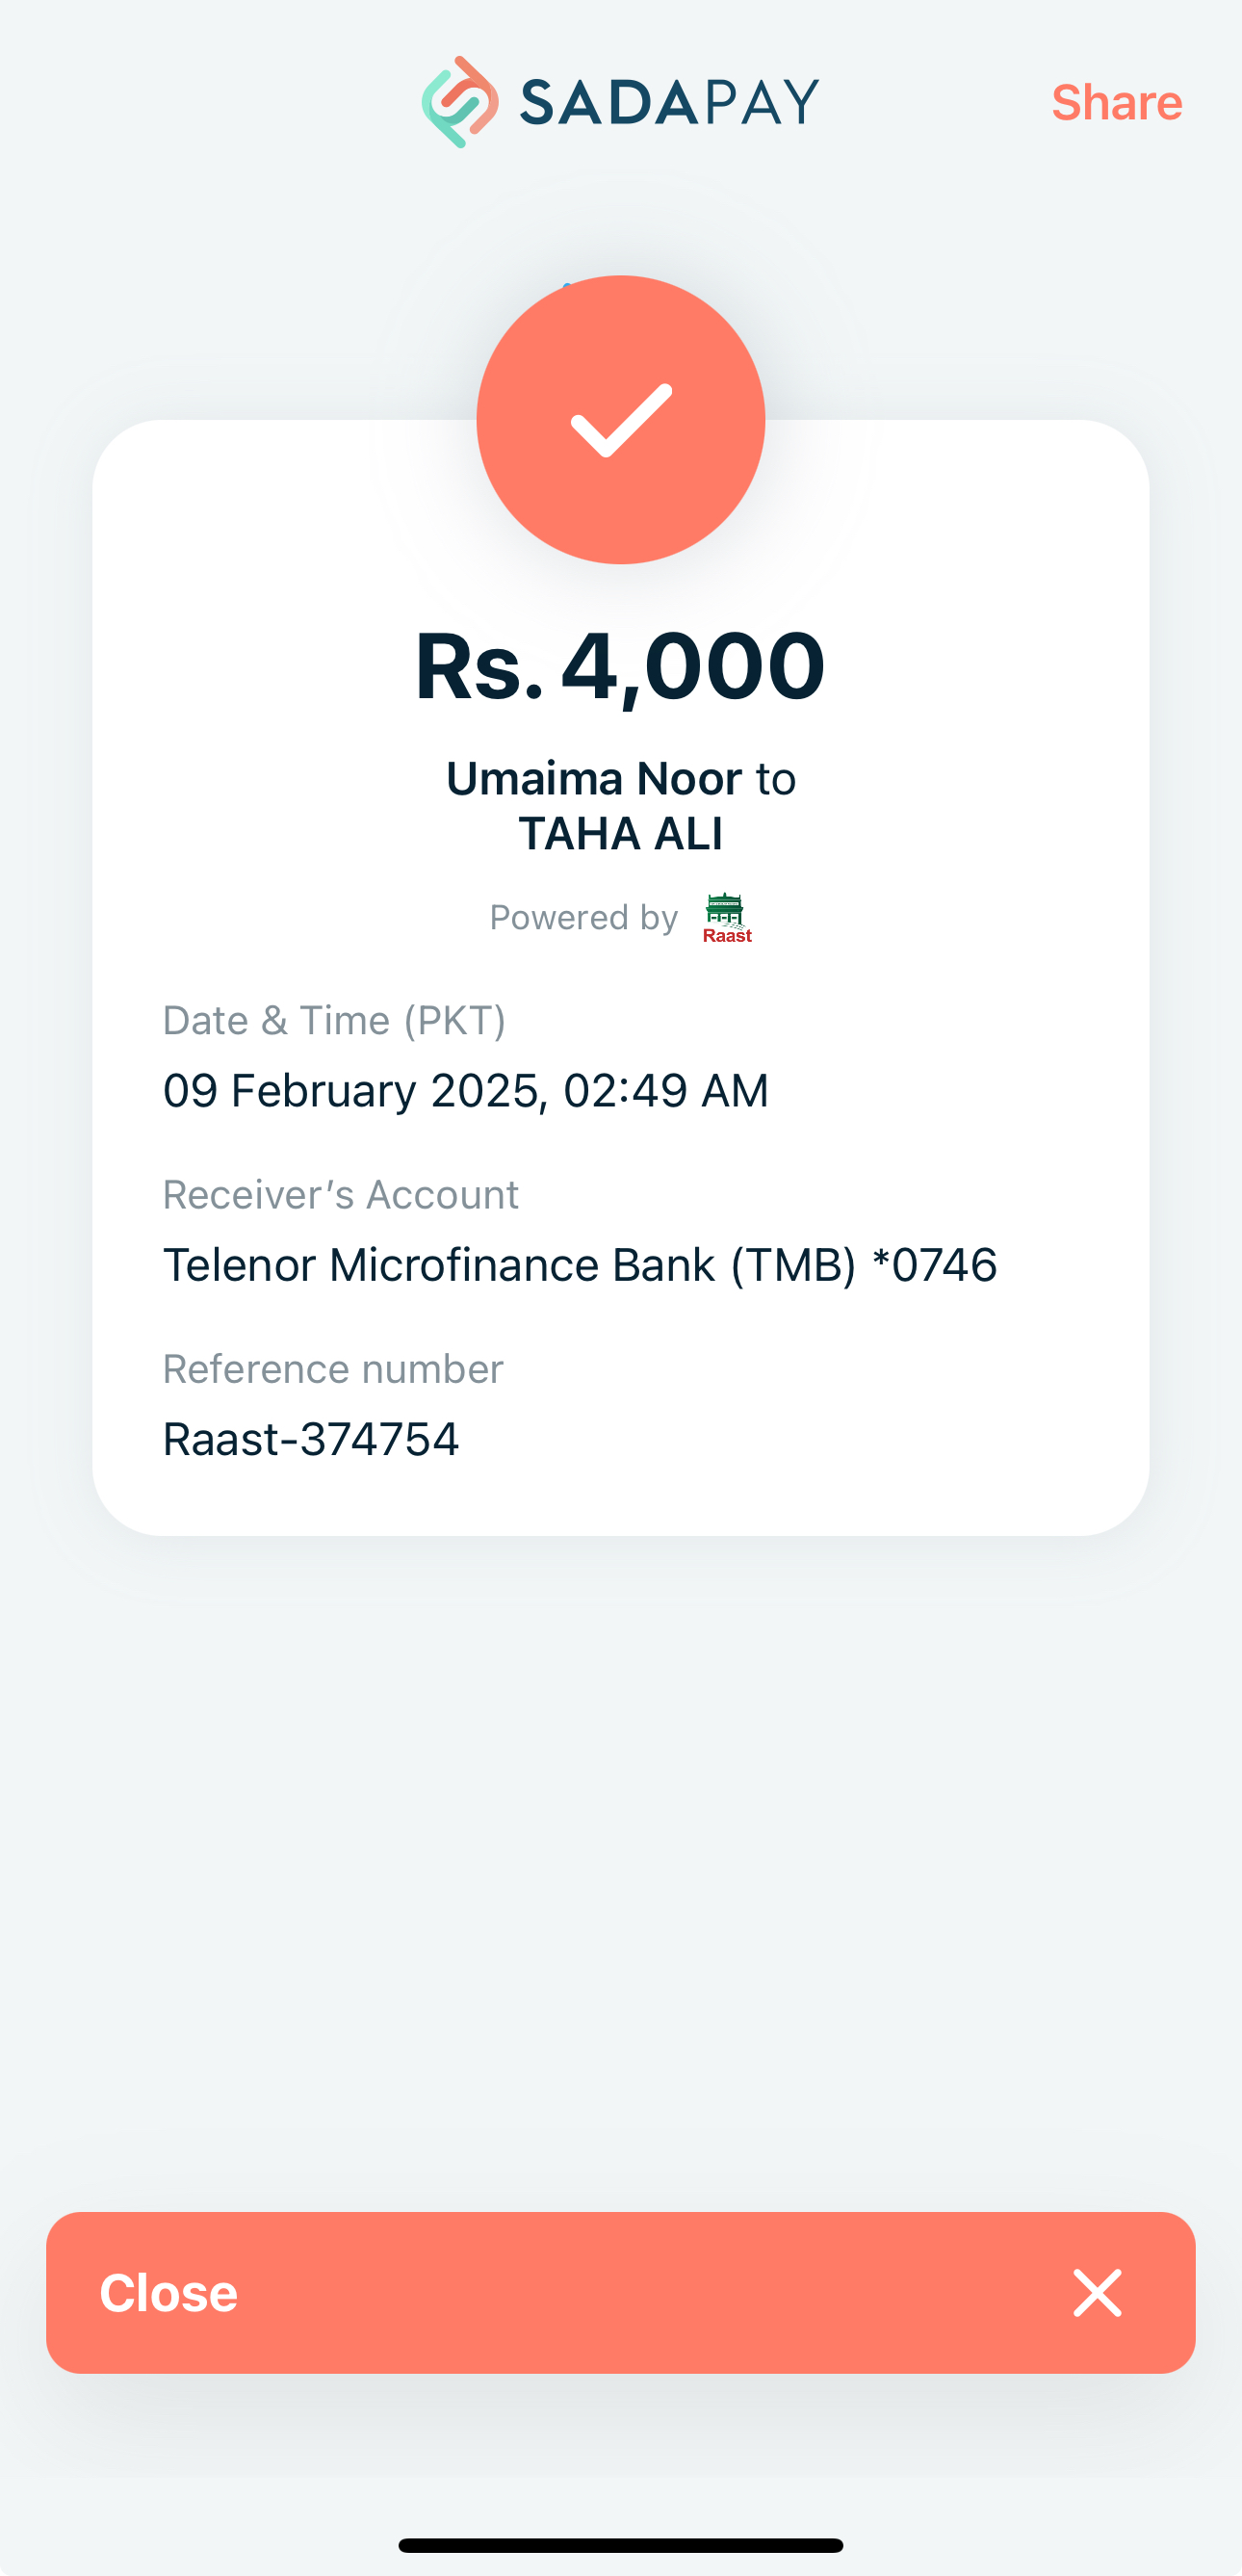 SADAPAY
Share
Rs. 4,000
Umaima Noor to
TAHA ALI
Powered by Raast
Date & Time (PKT)
09 February 2025, 02:49 AM
Receiver’s Account
Telenor Microfinance Bank (TMB) *0746
Reference number
Raast-374754
Close